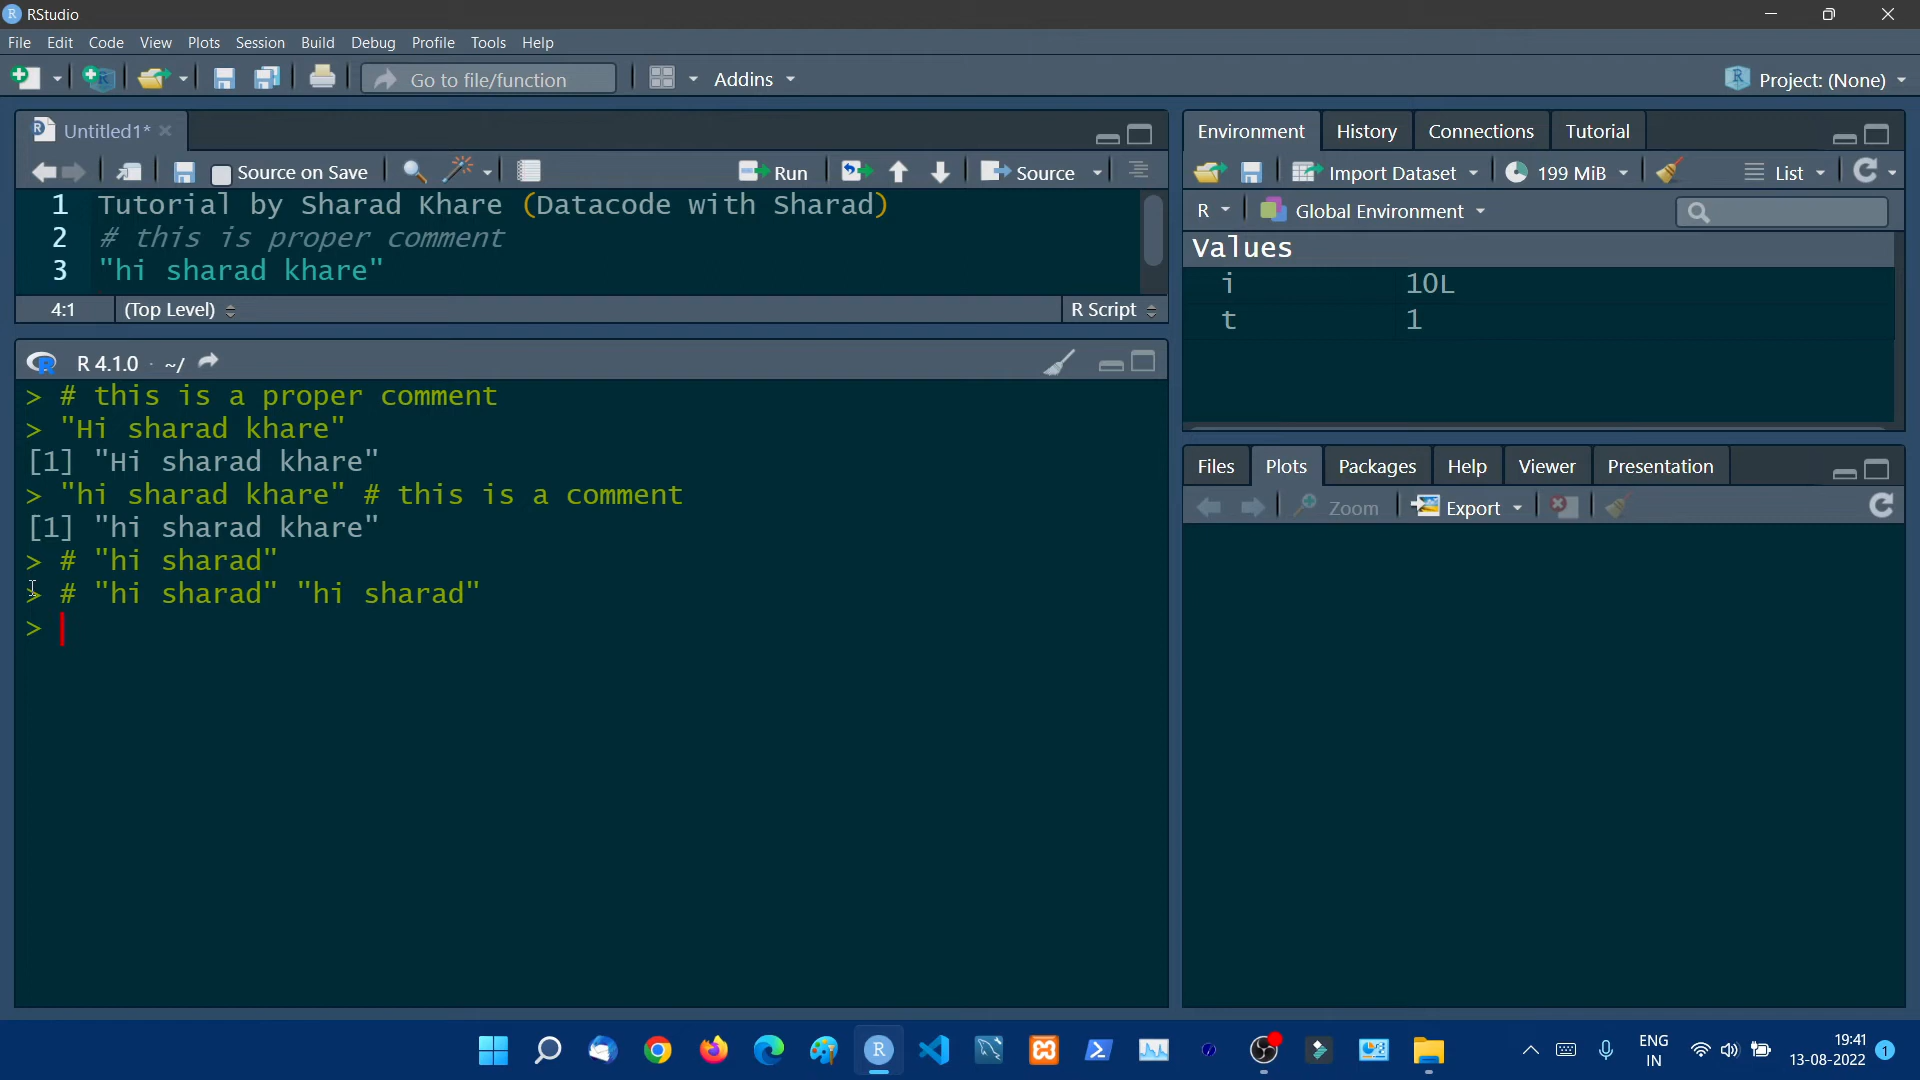 RStudio
File Edit Code View Plots Session Build Debug Profile Tools Help
Go to file/function Addins Project: (None)
Untitled1*
Source on Save Run Source
1 Tutorial by Sharad Khare (Datacode with Sharad)
2 # this is proper comment
3 "hi sharad khare"
4:1 (Top Level) R Script
R 4.1.0 · ~/
> # this is a proper comment
> "Hi sharad khare"
[1] "Hi sharad khare"
> "hi sharad khare" # this is a comment
[1] "hi sharad khare"
> # "hi sharad"
> # "hi sharad" "hi sharad"
>
Environment History Connections Tutorial
Import Dataset 199 MiB List
R Global Environment
Values
i 10L
t 1
Files Plots Packages Help Viewer Presentation
Zoom Export
ENG
IN
19:41
13-08-2022
1